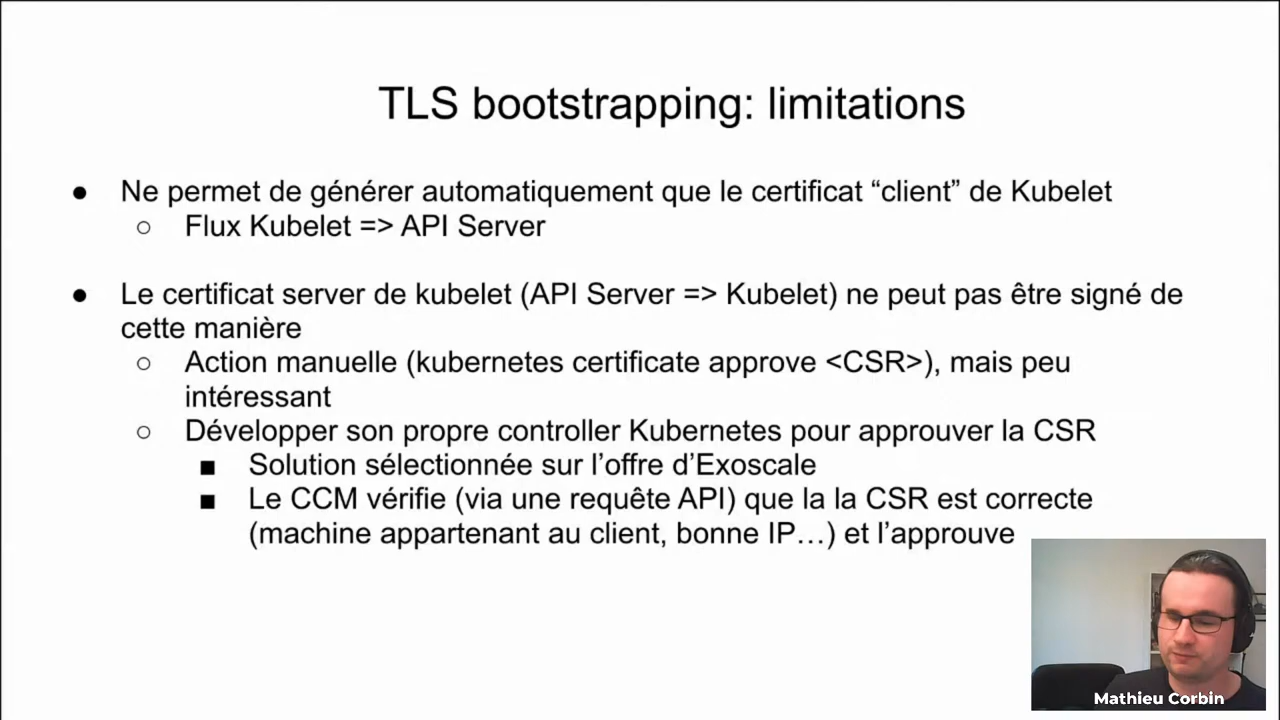 TLS bootstrapping: limitations
● Ne permet de générer automatiquement que le certificat “client” de Kubelet
○ Flux Kubelet => API Server
● Le certificat server de kubelet (API Server => Kubelet) ne peut pas être signé de
cette manière
○ Action manuelle (kubernetes certificate approve <CSR>), mais peu
intéressant
○ Développer son propre controller Kubernetes pour approuver la CSR
■ Solution sélectionnée sur l’offre d’Exoscale
■ Le CCM vérifie (via une requête API) que la la CSR est correcte
(machine appartenant au client, bonne IP…) et l’approuve
Mathieu Corbin